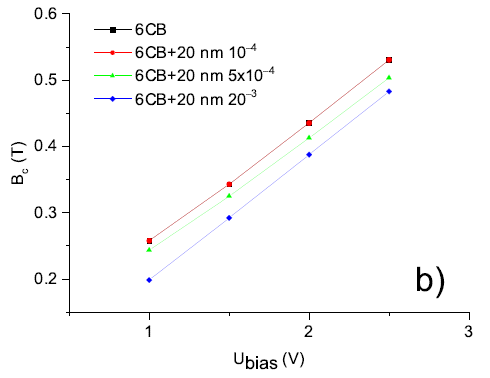 0.6
0.5
0.4
0.3
0.2
B_c (T)
6CB
6CB+20 nm 10⁻⁴
6CB+20 nm 5x10⁻⁴
6CB+20 nm 20⁻³
b)
1
2
3
U_bias (V)